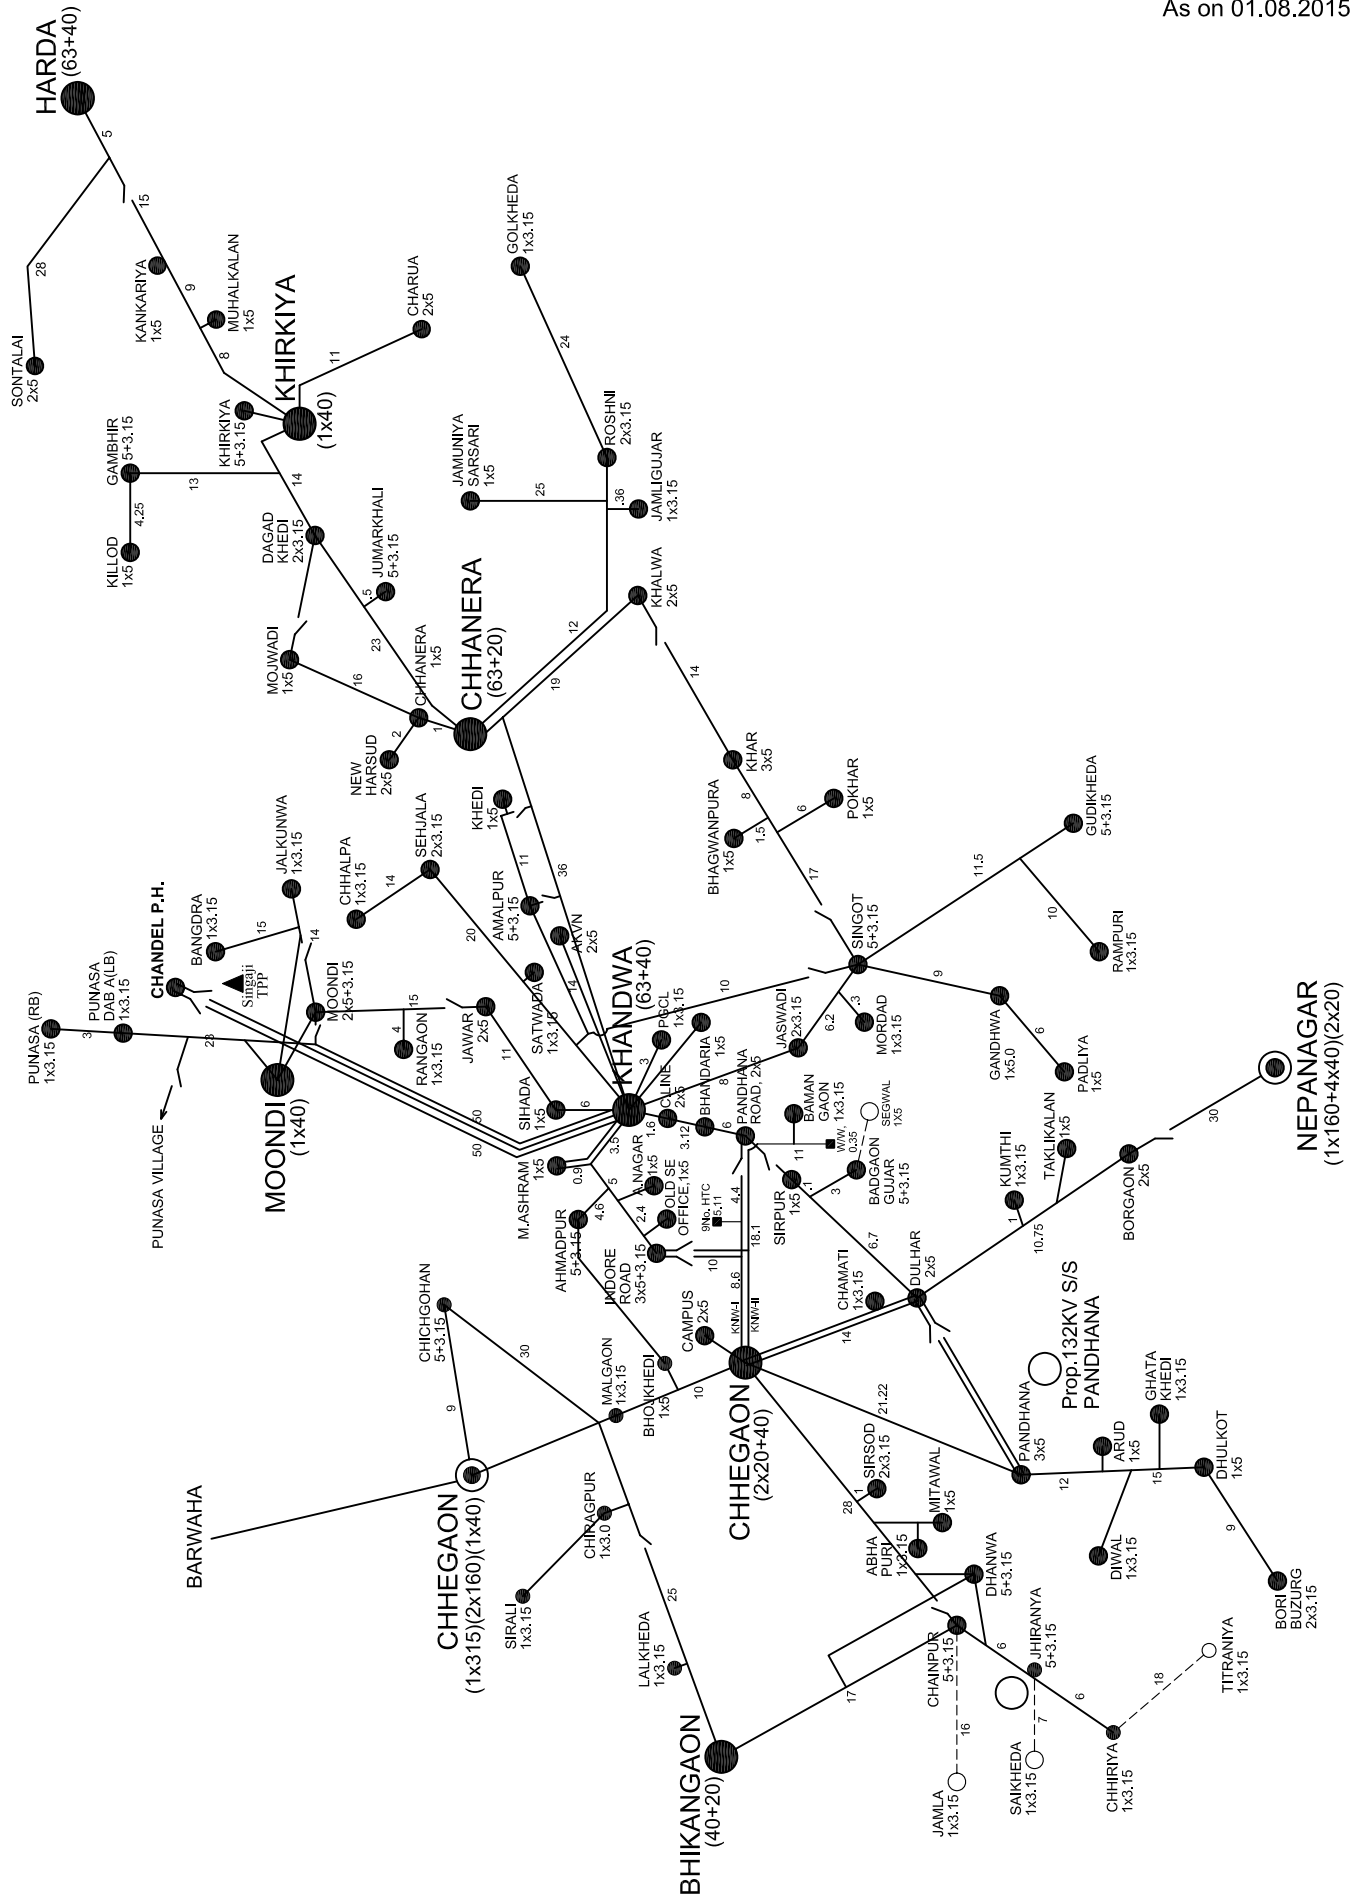 As on 01.08.2015
HARDA
(63+40)
5
15
28
SONTALAI
2x5
KANKARIYA
1x5
9
MUHALKALAN
1x5
8
KHIRKIYA
(1x40)
11
CHARUA
2x5
KHIRKIYA
5+3.15
GAMBHIR
5+3.15
13
4.25
KILLOD
1x5
14
DAGAD
KHEDI
2x3.15
JUMARKHALI
5+3.15
.5
23
MOJWADI
1x5
16
CHHANERA
1x5
2
1
NEW
HARSUD
2x5
CHHANERA
(63+20)
GOLKHEDA
1x3.15
24
ROSHNI
2x3.15
JAMUNIYA
SARSARI
1x5
25
.36
JAMLIGUJAR
1x3.15
12
19
KHALWA
2x5
14
KHAR
3x5
8
BHAGWANPURA
1x5
1.5
6
POKHAR
1x5
17
SINGOT
5+3.15
GUDIKHEDA
5+3.15
11.5
10
RAMPURI
1x3.15
9
GANDHWA
1x5.0
6
PADLIYA
1x5
.3
MORDAD
1x3.15
6.2
JASWADI
2x3.15
10
8
KHEDI
1x5
11
36
AMALPUR
5+3.15
AKVN
2x5
14
SEHJALA
2x3.15
14
CHHALPA
1x3.15
20
SATWADA
1x3.15
JALKUNWA
1x3.15
15
14
BANGDRA
1x3.15
CHANDEL P.H.
Singaji
TPP
MOONDI
2x5+3.15
PUNASA
DAB A(LB)
1x3.15
PUNASA (RB)
1x3.15
3
23
PUNASA VILLAGE
MOONDI
(1x40)
15
4
RANGAON
1x3.15
JAWAR
2x5
11
SIHADA
1x5
6
50
50
KHANDWA
(63+40)
PGCL
1x3.15
3
C.LINE
2x5
1.6
BHANDARIA
1x5
3.12
PANDHANA
ROAD, 2x5
6
BAMAN
GAON
1x3.15
11
W/W,
0.35
SEGWAL
1X5
BADGAON
GUJAR
5+3.15
3
.1
SIRPUR
1x5
6.7
M.ASHRAM
1x5
0.9
3.5
5
A.NAGAR
1x5
4.6
AHMADPUR
5+3.15
2.4
OLD SE
OFFICE,1x5
INDORE
ROAD
3x5+3.15
9No. HTC
5.11
4.4
18.1
10
8.6
KNW-I
KNW-II
CAMPUS
2x5
CHAMATI
1x3.15
14
DULHAR
2x5
KUMTHI
1x3.15
1
TAKLIKALAN
1x5
10.75
BORGAON
2x5
30
NEPANAGAR
(1x160+4x40)(2x20)
Prop.132KV S/S
PANDHANA
PANDHANA
3x5
21.22
12
ARUD
1x5
GHATA
KHEDI
1x3.15
15
DHULKOT
1x5
DIWAL
1x3.15
9
BORI
BUZURG
2x3.15
CHHEGAON
(2x20+40)
BHOJKHEDI
1x5
10
MALGAON
1x3.15
30
CHICHGOHAN
5+3.15
9
BARWAHA
CHHEGAON
(1x315)(2x160)(1x40)
CHIRAGPUR
1x3.0
SIRALI
1x3.15
25
LALKHEDA
1x3.15
BHIKANGAON
(40+20)
17
SIRSOD
2x3.15
1
28
MITAWAL
1x5
ABHA
PURI
1x3.15
DHANWA
5+3.15
CHAINPUR
5+3.15
6
JHIRANYA
5+3.15
16
JAMLA
1x3.15
7
SAIKHEDA
1x3.15
6
CHHIRIYA
1x3.15
18
TITRANIYA
1x3.15